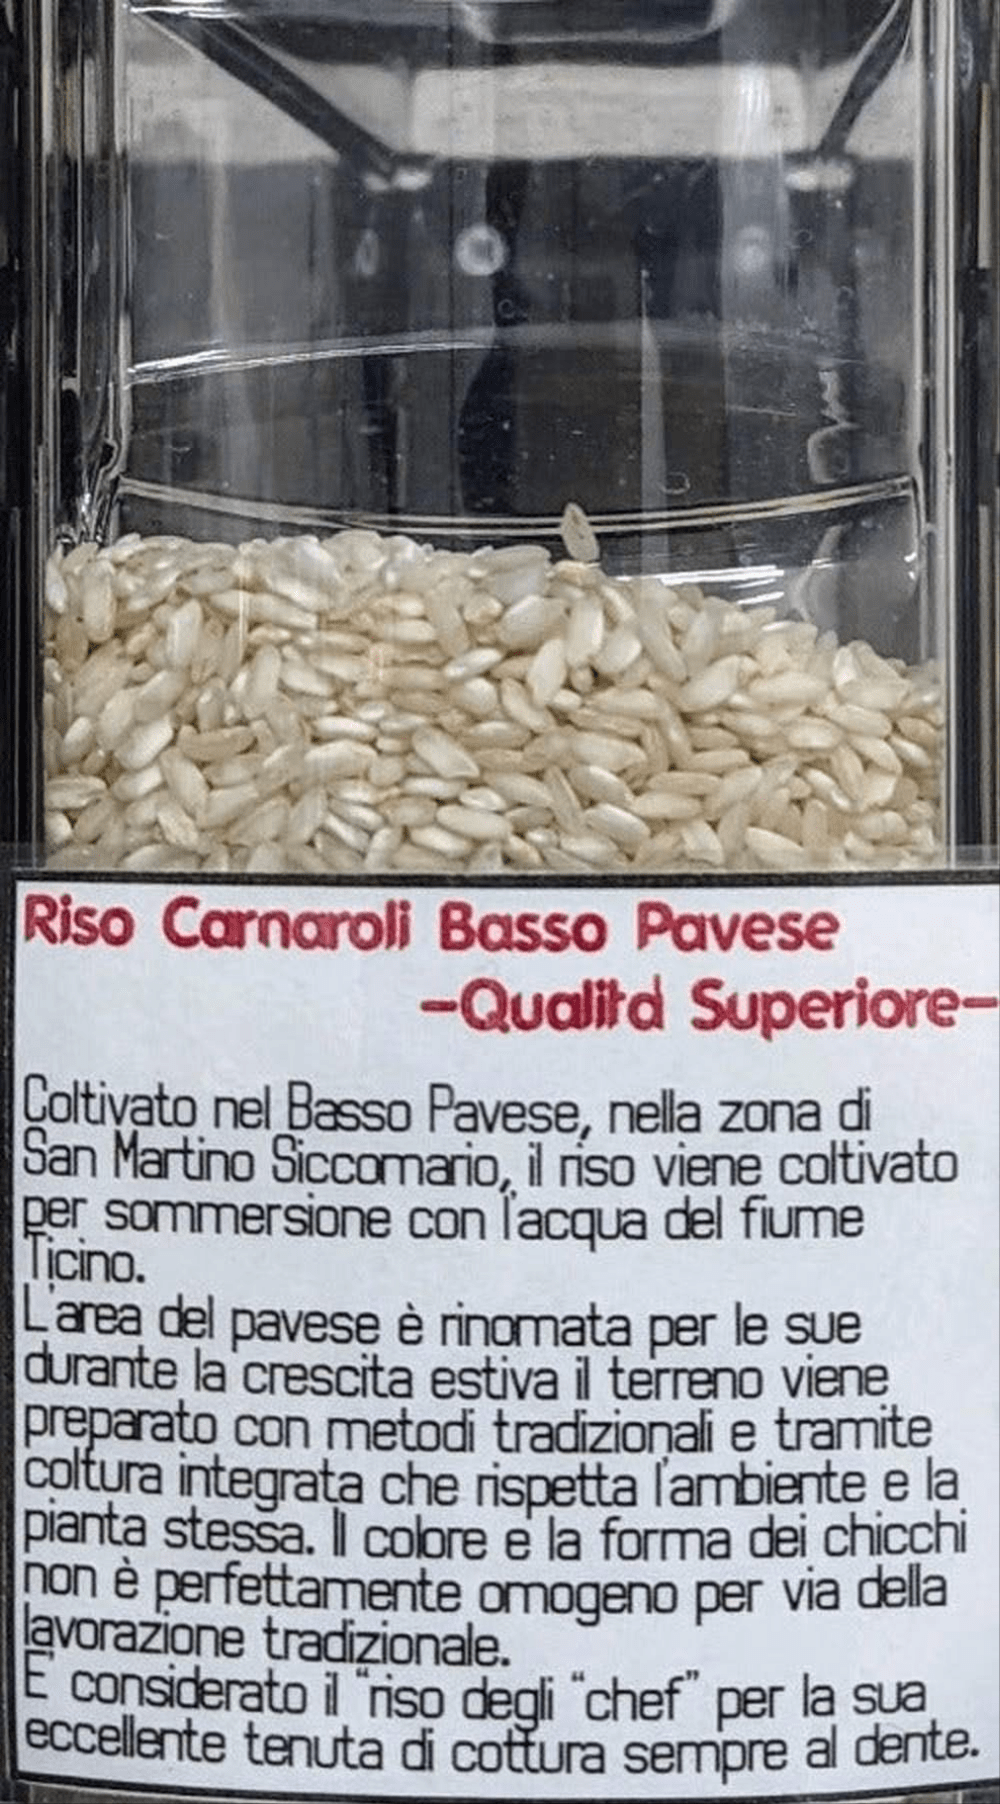 Riso Carnaroli Basso Pavese
-Qualitd Superiore-
Coltivato nel Basso Pavese, nella zona di
San Martino Siccomario, il riso viene coltivato
per sommersione con l'acqua del fiume
Ticino.
L'area del pavese è rinomata per le sue
durante la crescita estiva il terreno viene
preparato con metodi tradizionali e tramite
coltura integrata che rispetta l'ambiente e la
pianta stessa. Il colore e la forma dei chicchi
non è perfettamente omogeno per via della
lavorazione tradizionale.
E' considerato il "riso degli "chef" per la sua
eccellente tenuta di cottura sempre al dente.